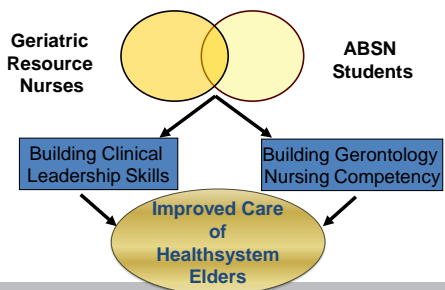 Geriatric
Resource
Nurses
ABSN
Students
Building Clinical
Leadership Skills
Building Gerontology
Nursing Competency
Improved Care
of
Healthsystem
Elders